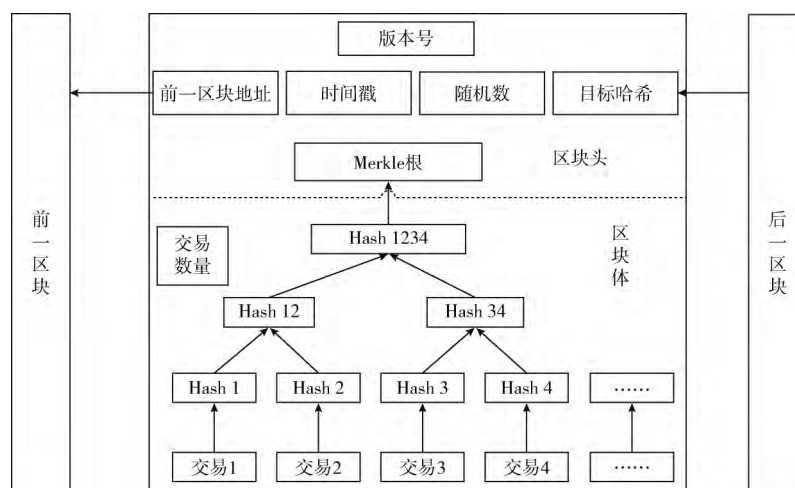 版本号
前一区块地址
时间戳
随机数
目标哈希
Merkle根
区块头
前一区块
后一区块
交易
数量
Hash 1234
区块体
Hash 12
Hash 34
Hash 1
Hash 2
Hash 3
Hash 4
……
交易1
交易2
交易3
交易4
……